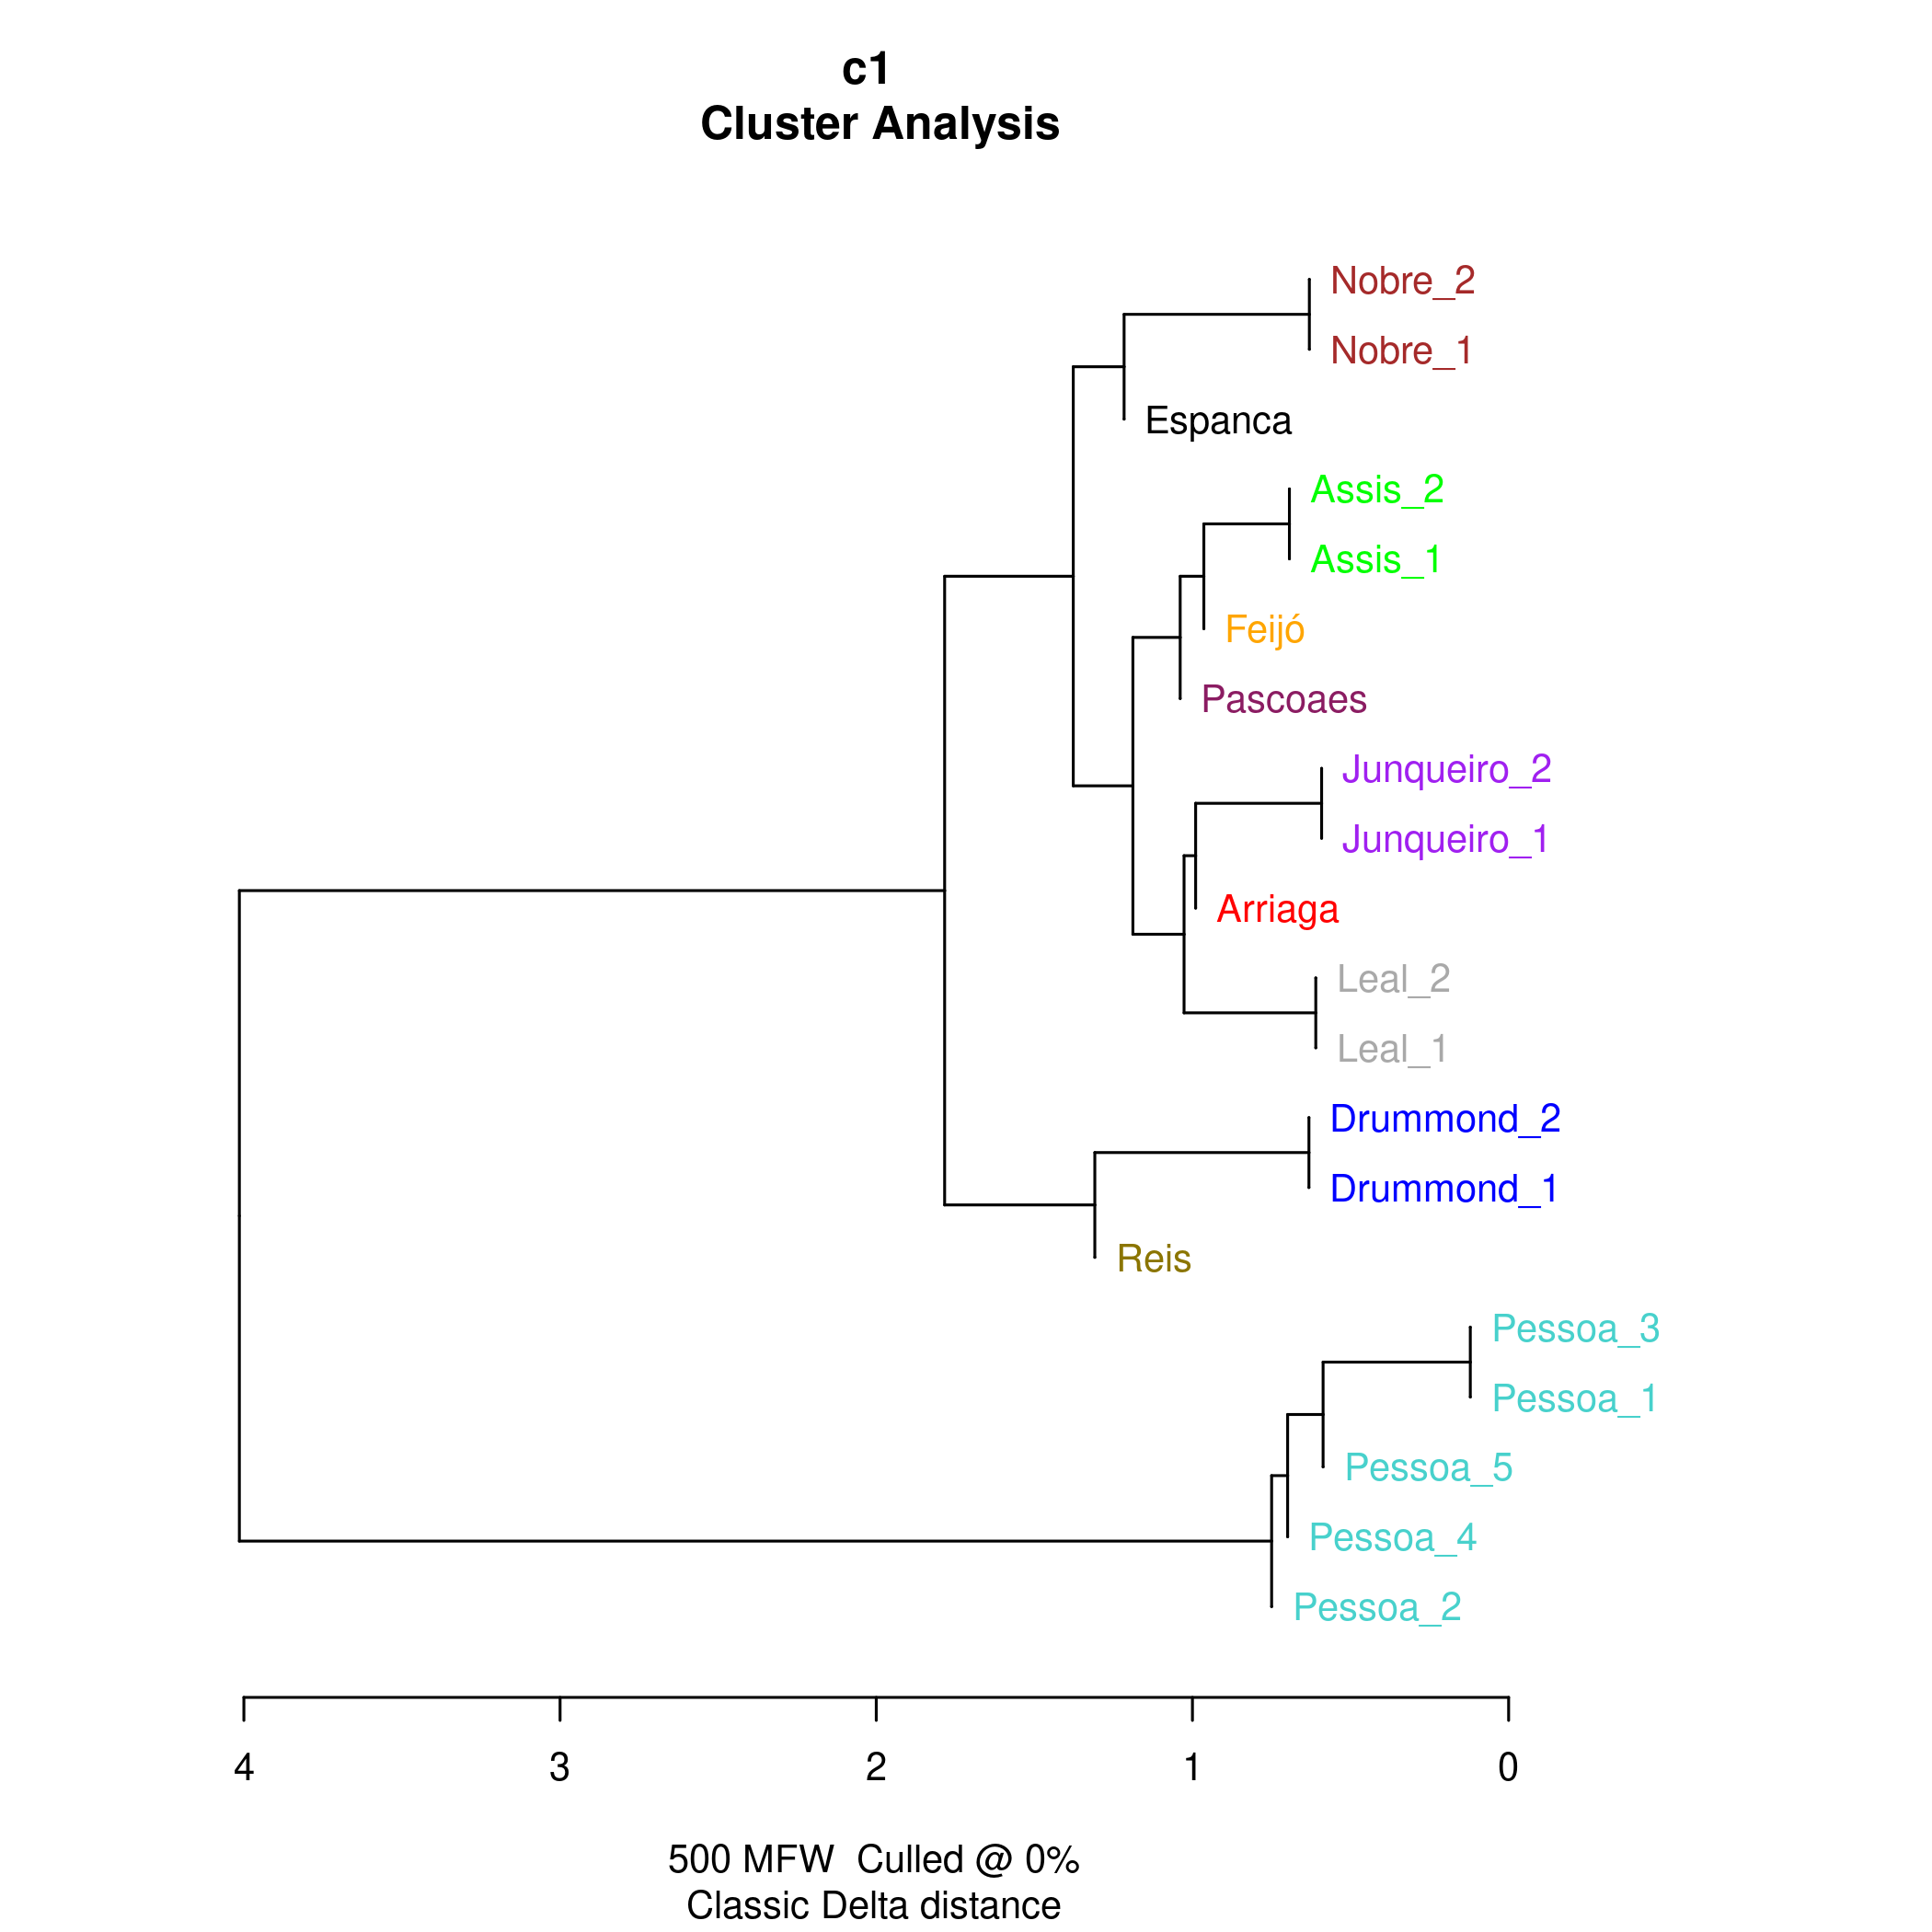 c1
Cluster Analysis
Nobre_2
Nobre_1
Espanca
Assis_2
Assis_1
Feijó
Pascoaes
Junqueiro_2
Junqueiro_1
Arriaga
Leal_2
Leal_1
Drummond_2
Drummond_1
Reis
Pessoa_3
Pessoa_1
Pessoa_5
Pessoa_4
Pessoa_2
4 3 2 1 0
500 MFW Culled @ 0%
Classic Delta distance